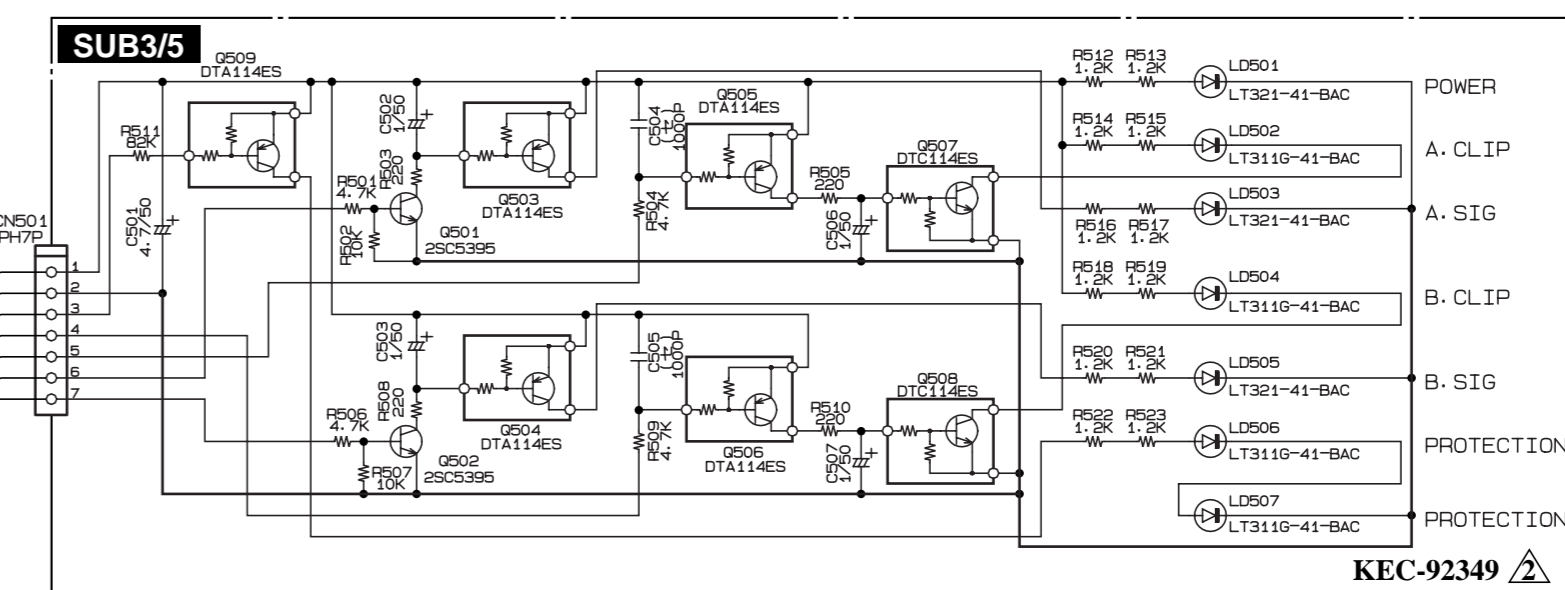 SUB3/5
Q509
DTA114ES
R511
82K
C501
4.7/50
CN501
PH7P
1
2
3
4
5
6
7
C502
1/50
R503
220
R501
4.7K
R502
10K
Q501
2SC5395
Q503
DTA114ES
C504
(ﾁ)
1000P
R504
4.7K
Q505
DTA114ES
R505
220
C506
1/50
Q507
DTC114ES
C503
1/50
R508
220
R506
4.7K
R507
10K
Q502
2SC5395
Q504
DTA114ES
C505
(ﾁ)
1000P
R509
4.7K
Q506
DTA114ES
R510
220
C507
1/50
Q508
DTC114ES
R512 R513
1.2K 1.2K
LD501
LT321-41-BAC
POWER
R514 R515
1.2K 1.2K
LD502
LT311G-41-BAC
A.CLIP
LD503
LT321-41-BAC
R516 R517
1.2K 1.2K
A.SIG
R518 R519
1.2K 1.2K
LD504
LT311G-41-BAC
B.CLIP
R520 R521
1.2K 1.2K
LD505
LT321-41-BAC
B.SIG
R522 R523
1.2K 1.2K
LD506
LT311G-41-BAC
PROTECTION
LD507
LT311G-41-BAC
PROTECTION
KEC-92349 2